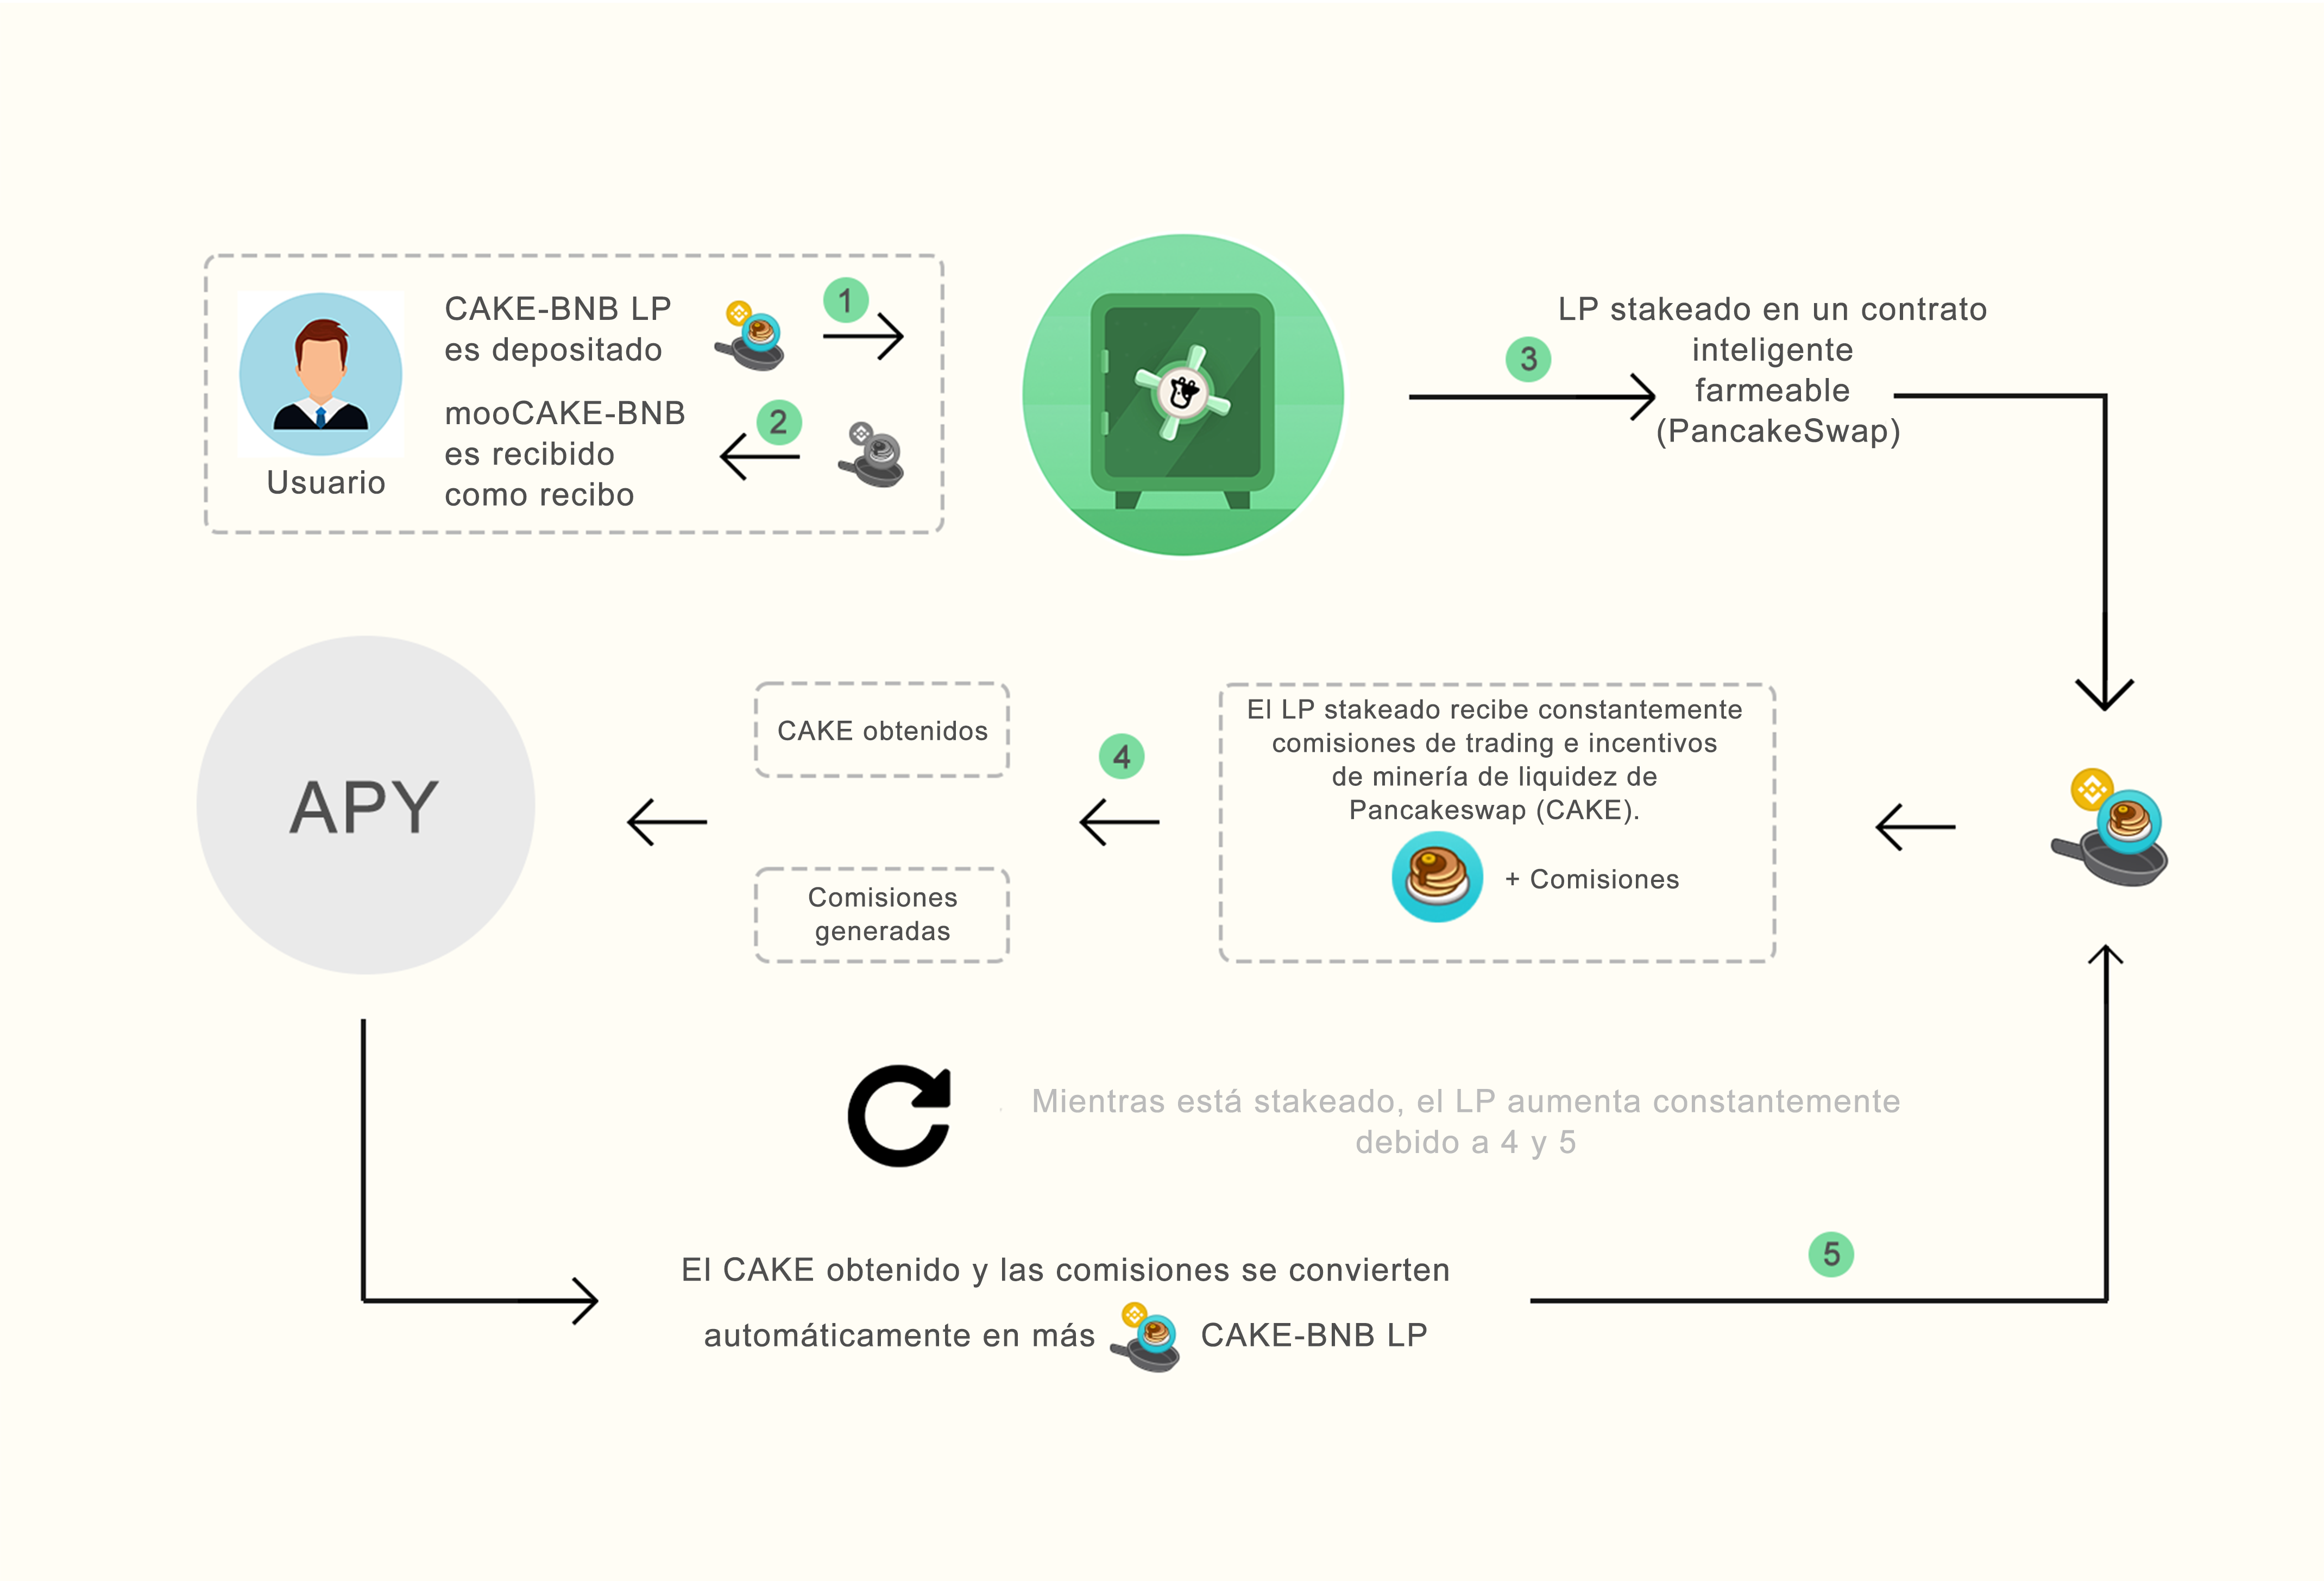 CAKE-BNB LP
es depositado
1
mooCAKE-BNB
es recibido
como recibo
2
Usuario
3
LP stakeado en un contrato
inteligente
farmeable
(PancakeSwap)
El LP stakeado recibe constantemente
comisiones de trading e incentivos
de minería de liquidez de
Pancakeswap (CAKE).
+ Comisiones
4
CAKE obtenidos
Comisiones
generadas
APY
Mientras está stakeado, el LP aumenta constantemente
debido a 4 y 5
El CAKE obtenido y las comisiones se convierten
automáticamente en más CAKE-BNB LP
5